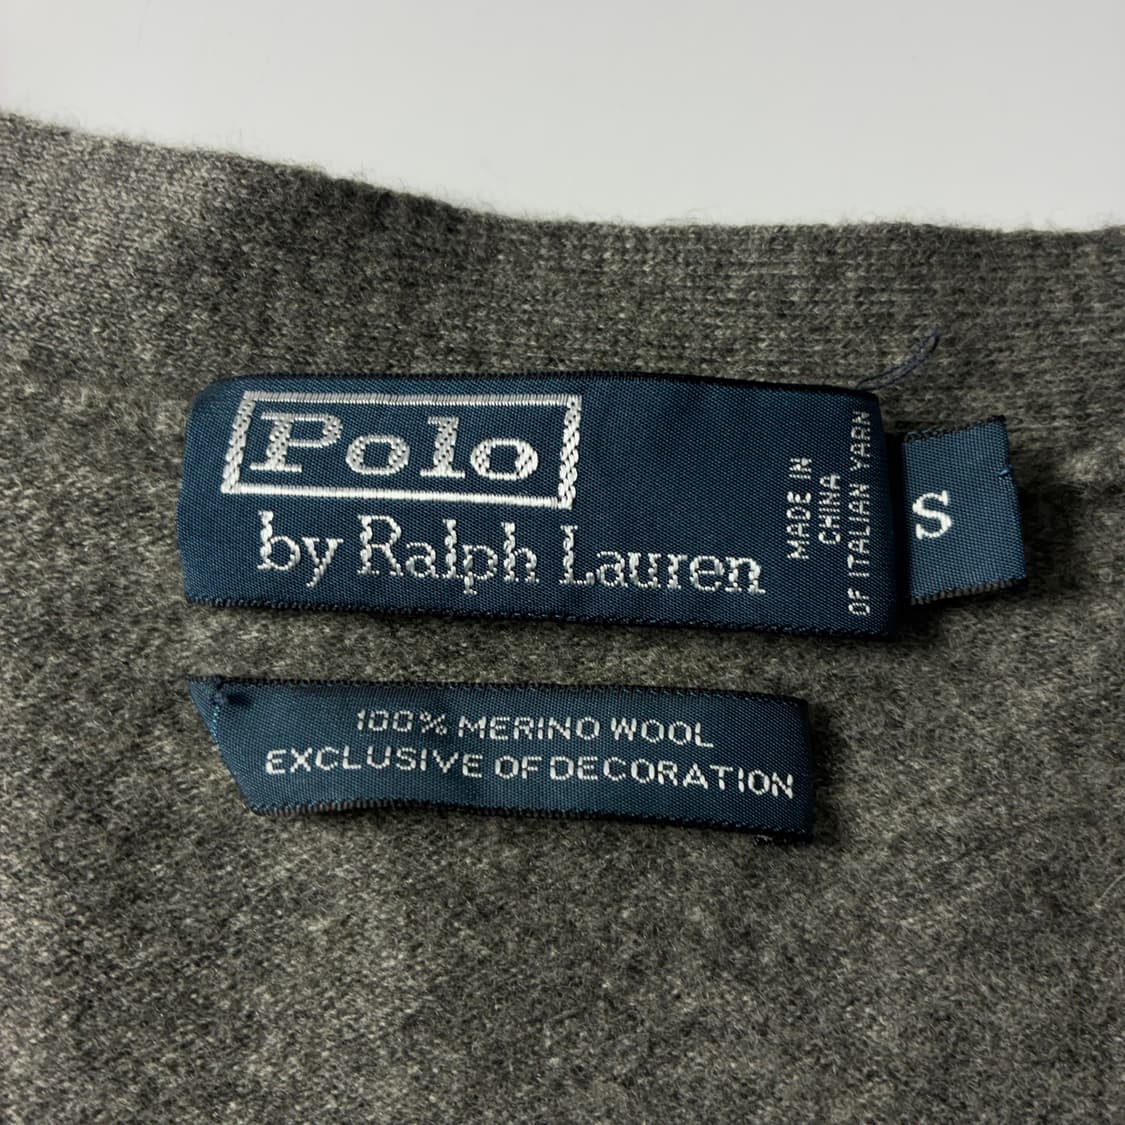 Polo
by Ralph Lauren
MADE IN
CHINA
OF ITALIAN YARN
S
100% MERINO WOOL
EXCLUSIVE OF DECORATION